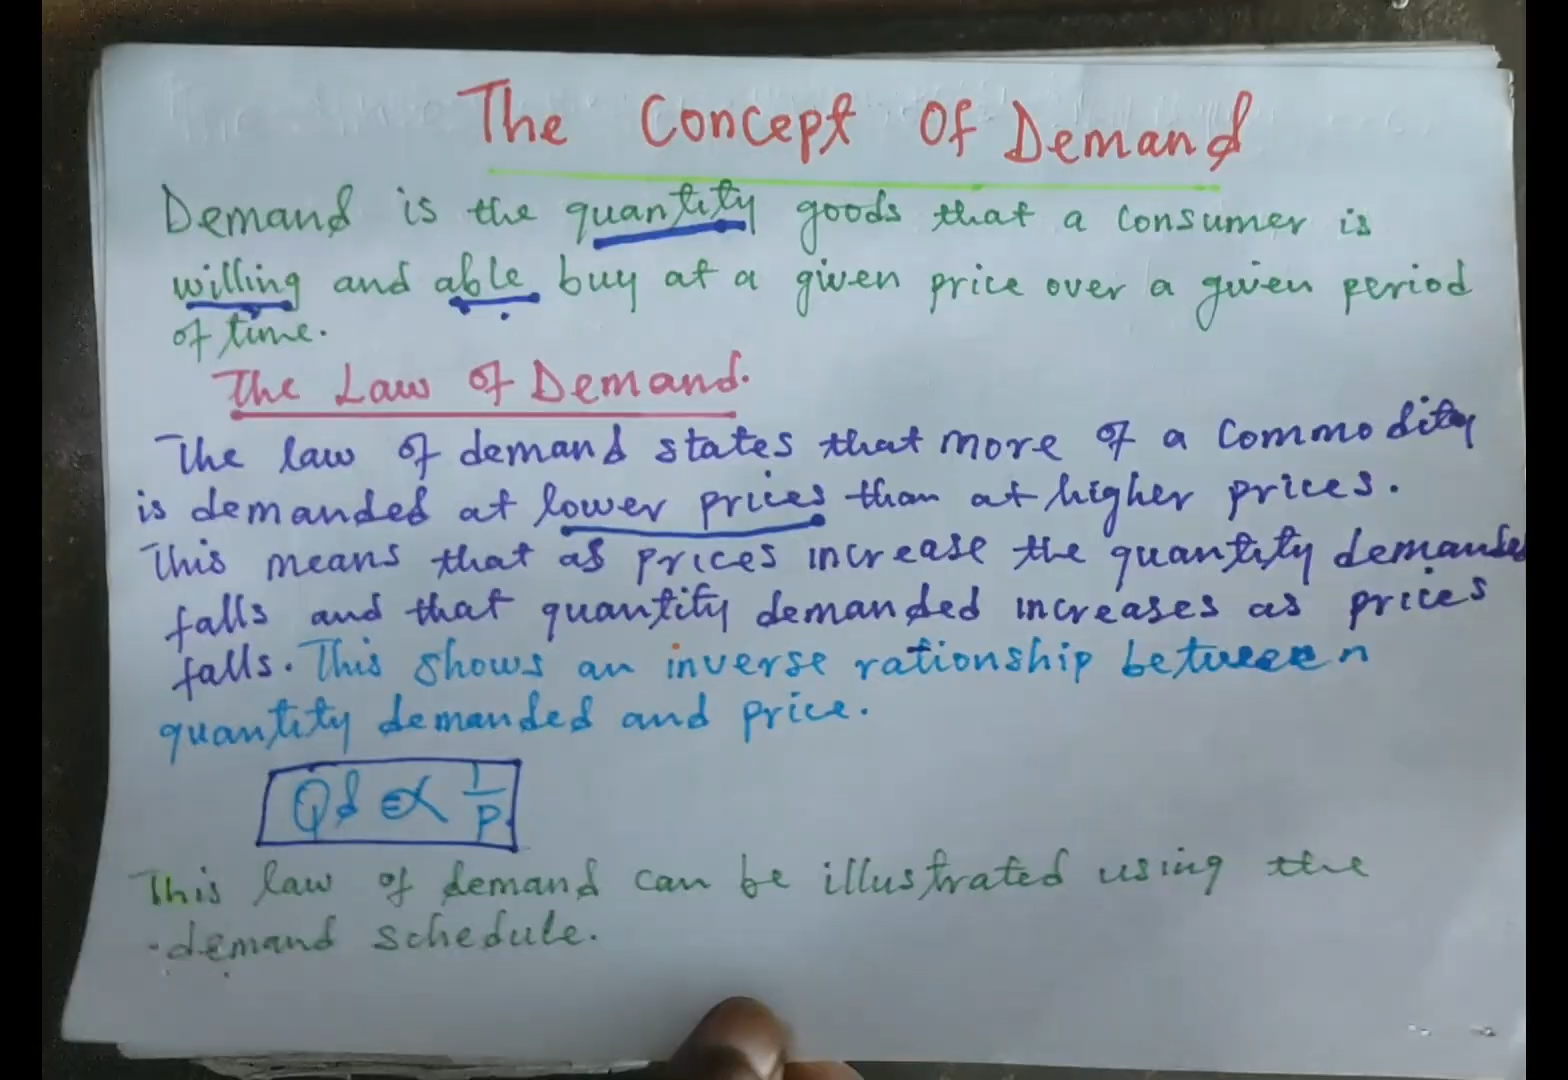 The Concept Of Demand
Demand is the quantity goods that a consumer is
willing and able buy at a given price over a given period
of time.
The Law of Demand.
The law of demand states that more of a commodity
is demanded at lower prices than at higher prices.
This means that as prices increase the quantity demanded
falls and that quantity demanded increases as prices
falls. This shows an inverse rationship between
quantity demanded and price.
Qd ∝ 1/P
This law of demand can be illustrated using the
demand schedule.